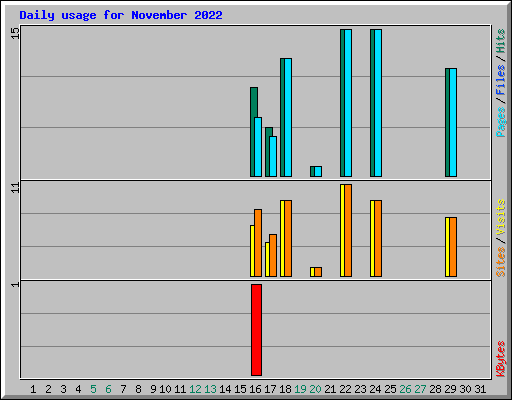 Daily usage for November 2022
15
11
1
Pages / Files / Hits
Sites / Visits
KBytes
1 2 3 4 5 6 7 8 9 10 11 12 13 14 15 16 17 18 19 20 21 22 23 24 25 26 27 28 29 30 31